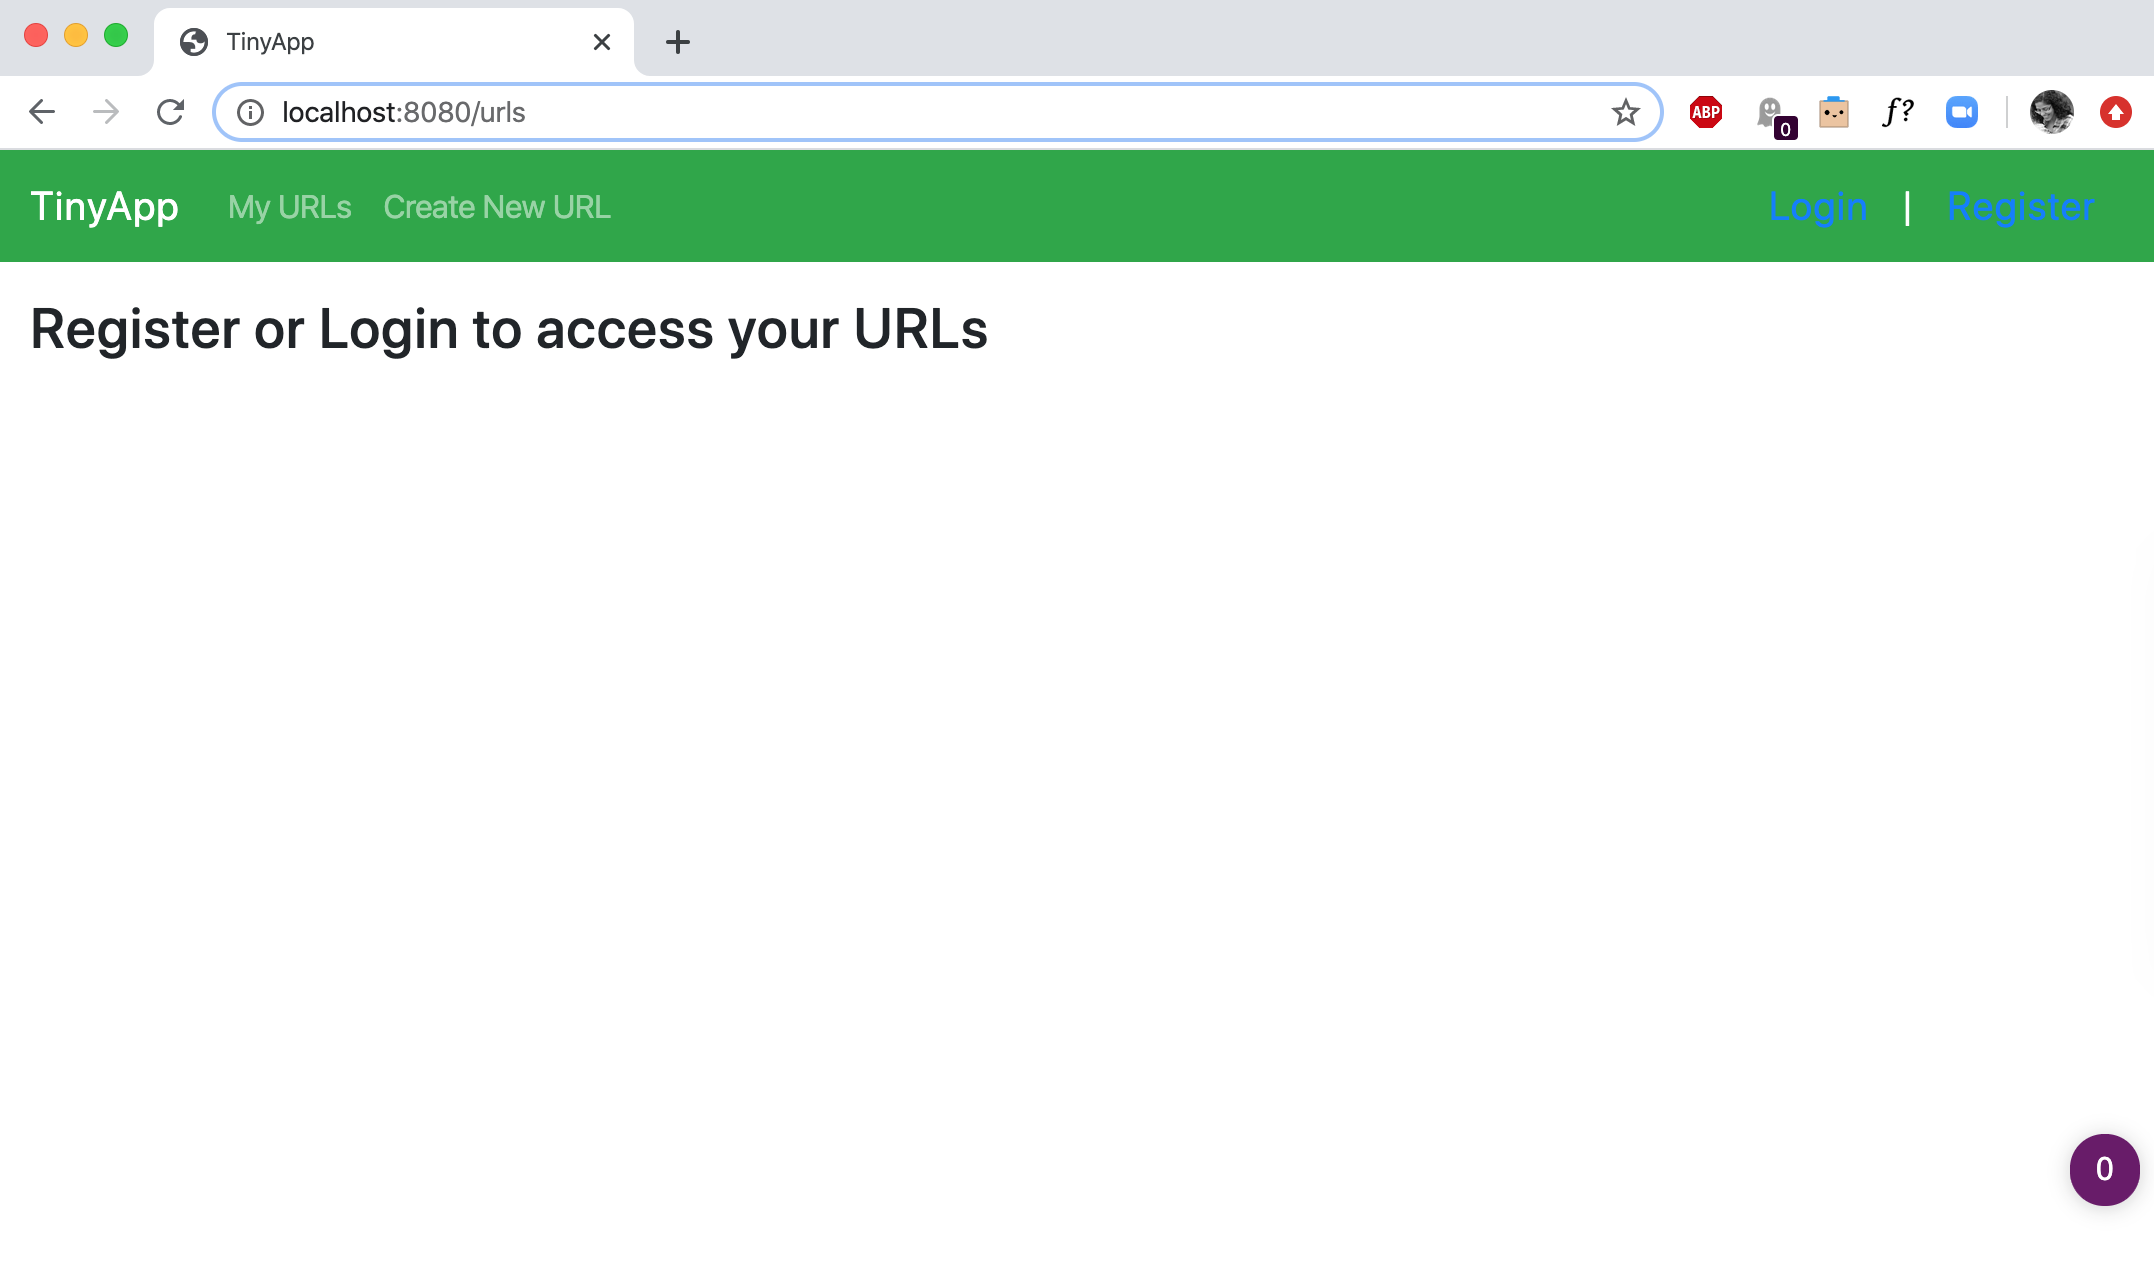 TinyApp
localhost:8080/urls
ABP
0
f?
TinyApp My URLs Create New URL Login | Register
Register or Login to access your URLs
0